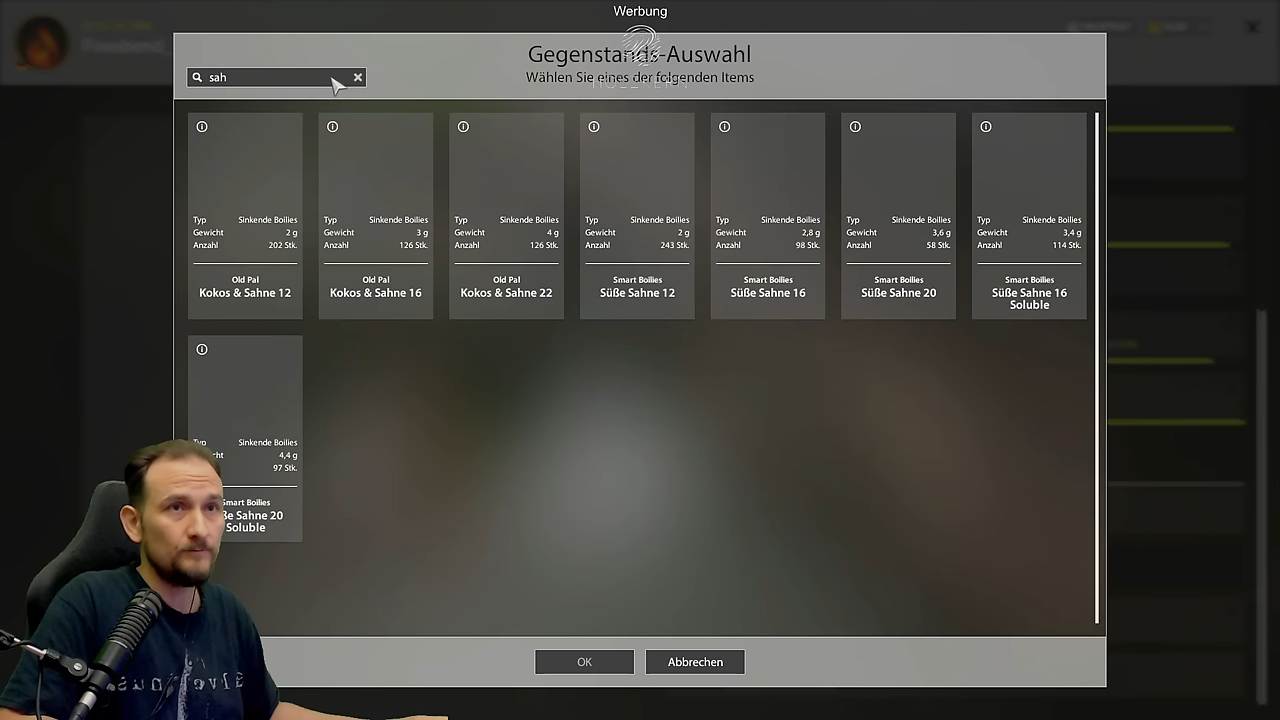 Werbung
Gegenstands-Auswahl
Wählen Sie eines der folgenden Items
sah
Typ Sinkende Boilies
Gewicht 2 g
Anzahl 202 Stk.
Old Pal
Kokos & Sahne 12
Typ Sinkende Boilies
Gewicht 3 g
Anzahl 126 Stk.
Old Pal
Kokos & Sahne 16
Typ Sinkende Boilies
Gewicht 4 g
Anzahl 126 Stk.
Old Pal
Kokos & Sahne 22
Typ Sinkende Boilies
Gewicht 2 g
Anzahl 243 Stk.
Smart Boilies
Süße Sahne 12
Typ Sinkende Boilies
Gewicht 2,8 g
Anzahl 98 Stk.
Smart Boilies
Süße Sahne 16
Typ Sinkende Boilies
Gewicht 3,6 g
Anzahl 58 Stk.
Smart Boilies
Süße Sahne 20
Typ Sinkende Boilies
Gewicht 3,4 g
Anzahl 114 Stk.
Smart Boilies
Süße Sahne 16
Soluble
Typ Sinkende Boilies
4,4 g
97 Stk.
Smart Boilies
Sahne 20
Soluble
OK
Abbrechen